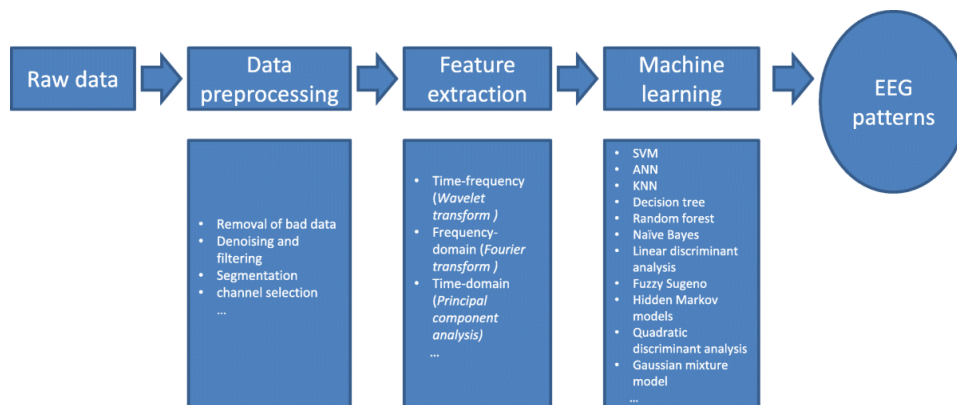 Raw data
Data
preprocessing
Feature
extraction
Machine
learning
EEG
patterns
• Removal of bad data
• Denoising and
filtering
• Segmentation
• channel selection
...
• Time-frequency
(Wavelet transform )
• Frequency-
domain (Fourier
transform )
• Time-domain
(Principal
component
analysis)
...
• SVM
• ANN
• KNN
• Decision tree
• Random forest
• Naïve Bayes
• Linear discriminant
analysis
• Fuzzy Sugeno
• Hidden Markov
models
• Quadratic
discriminant analysis
• Gaussian mixture
model
...